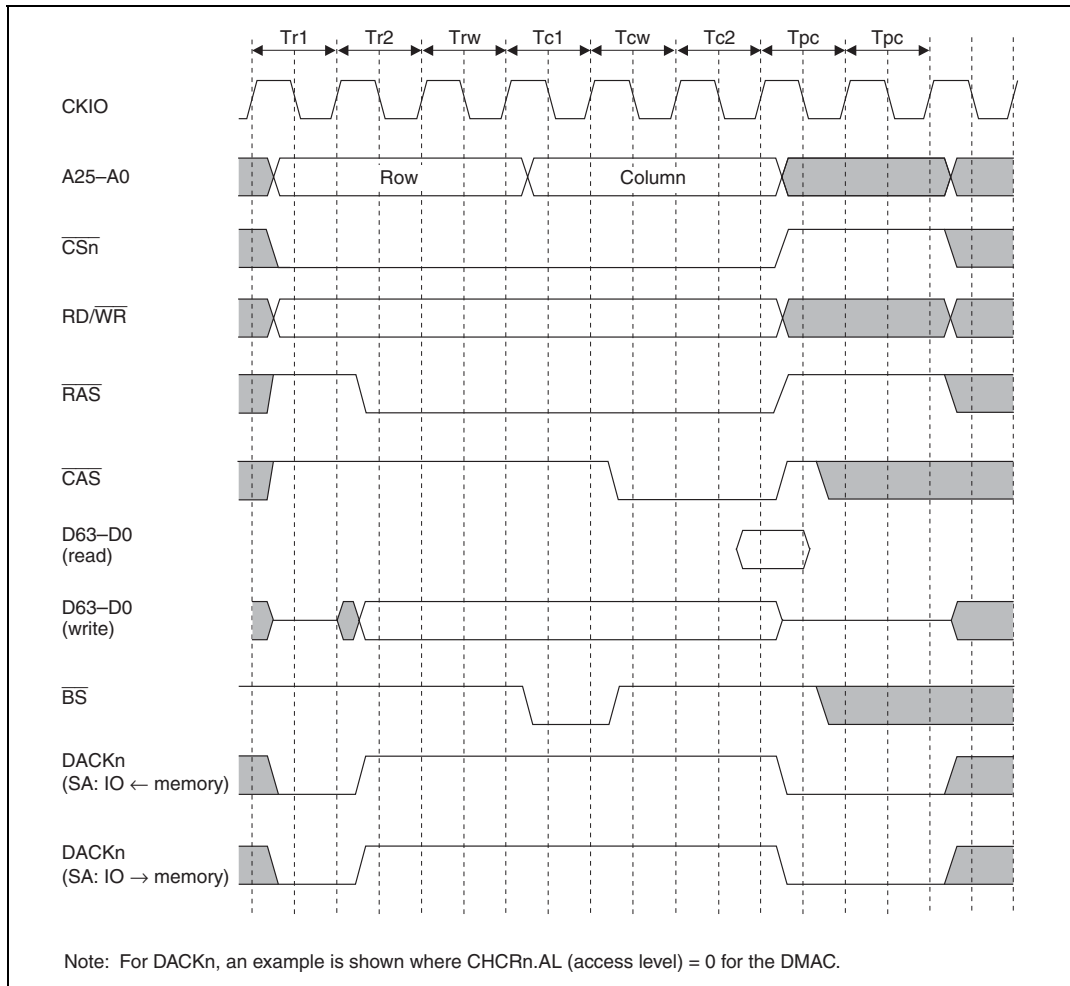 Tr1 Tr2 Trw Tc1 Tcw Tc2 Tpc Tpc
CKIO
A25–A0
Row
Column
CSn
RD/WR
RAS
CAS
D63–D0
(read)
D63–D0
(write)
BS
DACKn
(SA: IO ← memory)
DACKn
(SA: IO → memory)
Note: For DACKn, an example is shown where CHCRn.AL (access level) = 0 for the DMAC.